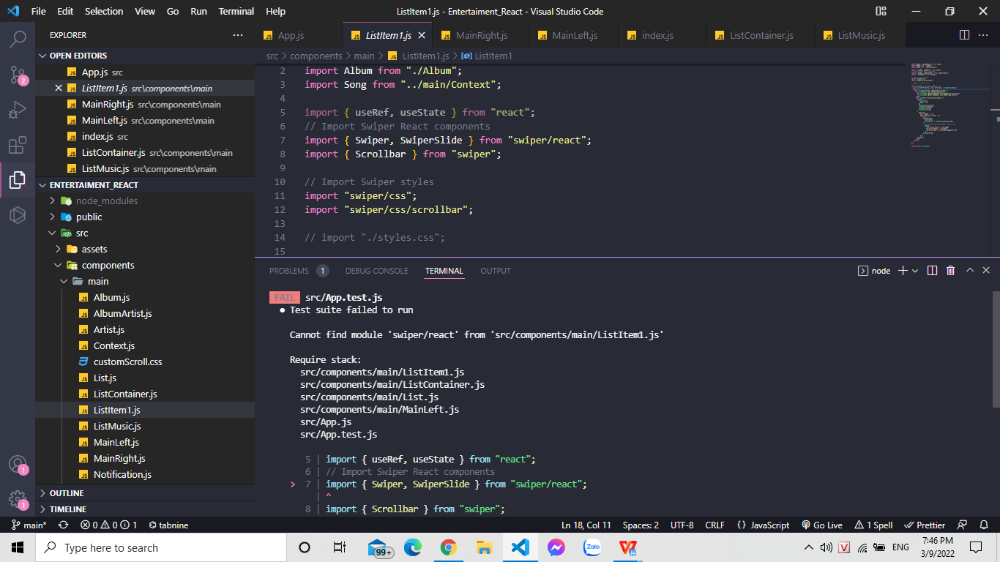 File Edit Selection View Go Run Terminal Help
ListItem1.js - Entertaiment_React - Visual Studio Code
EXPLORER
OPEN EDITORS
App.js src
ListItem1.js src\components\main
MainRight.js src\components\main
MainLeft.js src\components\main
index.js src
ListContainer.js src\components\main
ListMusic.js src\components\main
ENTERTAIMENT_REACT
node_modules
public
src
assets
components
main
Album.js
AlbumArtist.js
Artist.js
Context.js
customScroll.css
List.js
ListContainer.js
ListItem1.js
ListMusic.js
MainLeft.js
MainRight.js
Notification.js
OUTLINE
TIMELINE
2
1
1
App.js ListItem1.js MainRight.js MainLeft.js index.js ListContainer.js ListMusic.js
src > components > main > ListItem1.js > ListItem1
2 import Album from "./Album";
3 import Song from "../main/Context";
4
5 import { useRef, useState } from "react";
6 // Import Swiper React components
7 import { Swiper, SwiperSlide } from "swiper/react";
8 import { Scrollbar } from "swiper";
9
10 // Import Swiper styles
11 import "swiper/css";
12 import "swiper/css/scrollbar";
13
14 // import "./styles.css";
15
PROBLEMS 1 DEBUG CONSOLE TERMINAL OUTPUT
node
FAIL src/App.test.js
● Test suite failed to run
Cannot find module 'swiper/react' from 'src/components/main/ListItem1.js'
Require stack:
src/components/main/ListItem1.js
src/components/main/ListContainer.js
src/components/main/List.js
src/components/main/MainLeft.js
src/App.js
src/App.test.js
5 | import { useRef, useState } from "react";
6 | // Import Swiper React components
> 7 | import { Swiper, SwiperSlide } from "swiper/react";
| ^
8 | import { Scrollbar } from "swiper";
main* 0 0 1 tabnine
Ln 18, Col 11 Spaces: 2 UTF-8 CRLF {} JavaScript Go Live 1 Spell Prettier
Type here to search
99+
Zalo
V
ENG
7:46 PM
3/9/2022